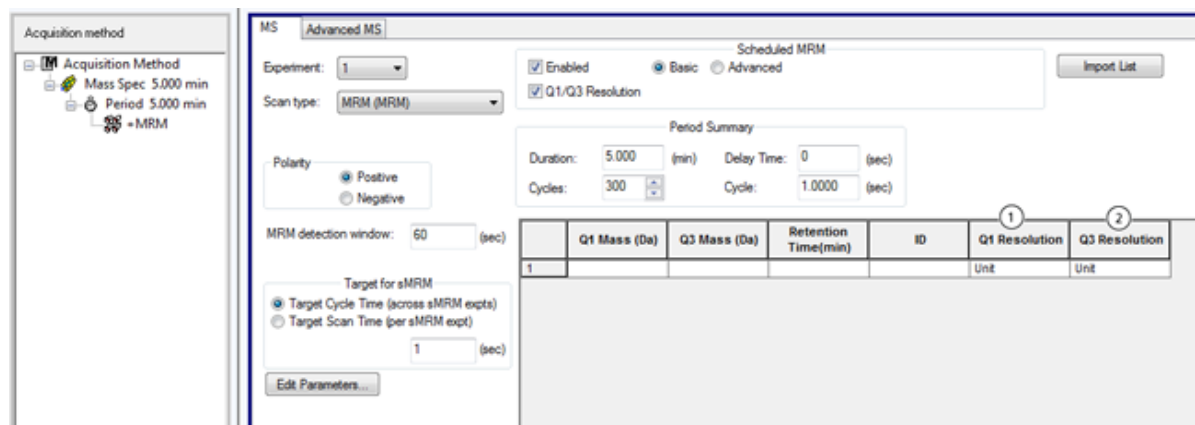 Acquisition method
Acquisition Method
Mass Spec 5.000 min
Period 5.000 min
+MRM
MS
Advanced MS
Experiment: 1
Scan type: MRM (MRM)
Polarity
Positive
Negative
MRM detection window: 60 (sec)
Target for sMRM
Target Cycle Time (across sMRM expts)
Target Scan Time (per sMRM expt)
1 (sec)
Edit Parameters...
Scheduled MRM
Enabled Basic Advanced
Q1/Q3 Resolution
Import List
Period Summary
Duration: 5.000 (min) Delay Time: 0 (sec)
Cycles: 300 Cycle: 1.0000 (sec)
1 2
Q1 Mass (Da) Q3 Mass (Da) Retention Time(min) ID Q1 Resolution Q3 Resolution
1 Unit Unit